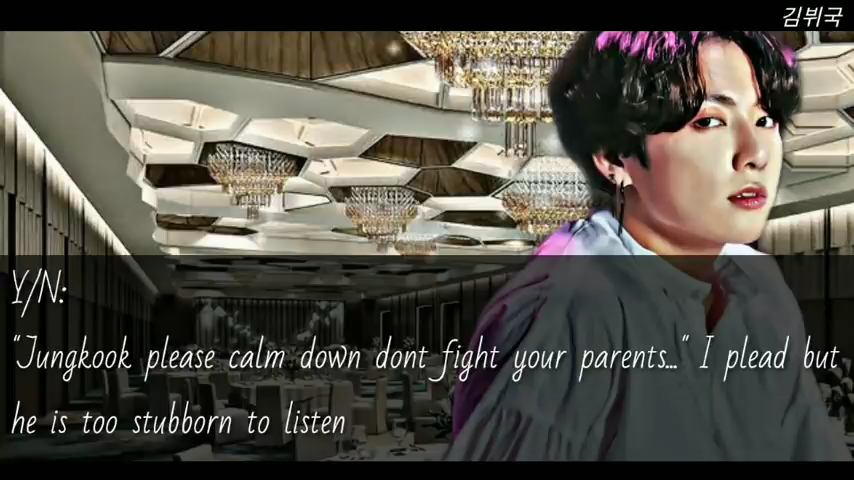 김뷔국
Y/N:
"Jungkook please calm down dont fight your parents..." I plead but
he is too stubborn to listen